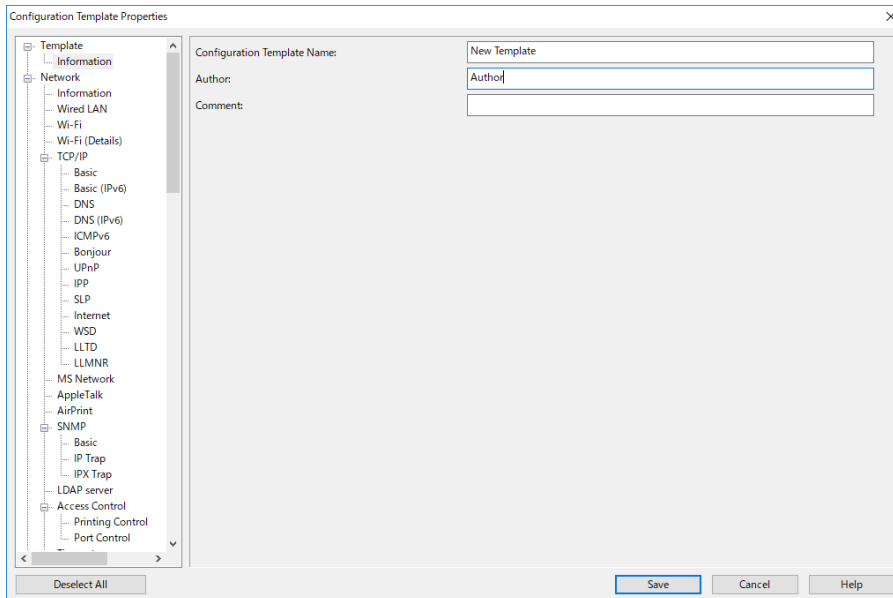 Configuration Template Properties
Template
Information
Network
Information
Wired LAN
Wi-Fi
Wi-Fi (Details)
TCP/IP
Basic
Basic (IPv6)
DNS
DNS (IPv6)
ICMPv6
Bonjour
UPnP
IPP
SLP
Internet
WSD
LLTD
LLMNR
MS Network
AppleTalk
AirPrint
SNMP
Basic
IP Trap
IPX Trap
LDAP server
Access Control
Printing Control
Port Control
Configuration Template Name: New Template
Author: Author
Comment:
Deselect All Save Cancel Help